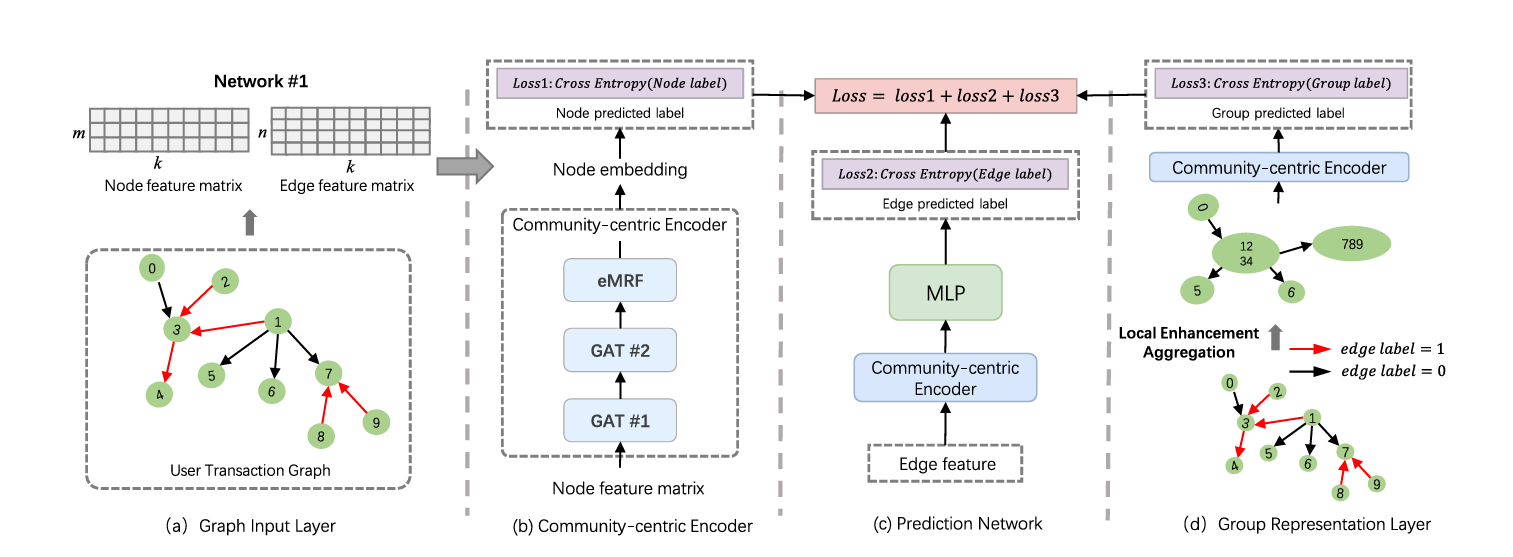 Network #1
m
k
Node feature matrix
n
k
Edge feature matrix
0
2
3
1
4
5
6
7
8
9
User Transaction Graph
(a) Graph Input Layer
Loss1: Cross Entropy(Node label)
Node predicted label
Node embedding
Community-centric Encoder
eMRF
GAT #2
GAT #1
Node feature matrix
(b) Community-centric Encoder
Loss = loss1 + loss2 + loss3
Loss2: Cross Entropy(Edge label)
Edge predicted label
MLP
Community-centric
Encoder
Edge feature
(c) Prediction Network
Loss3: Cross Entropy(Group label)
Group predicted label
Community-centric Encoder
0
12
34
789
5
6
Local Enhancement
Aggregation
edge label = 1
edge label = 0
0
2
3
1
4
5
6
7
8
9
(d) Group Representation Layer